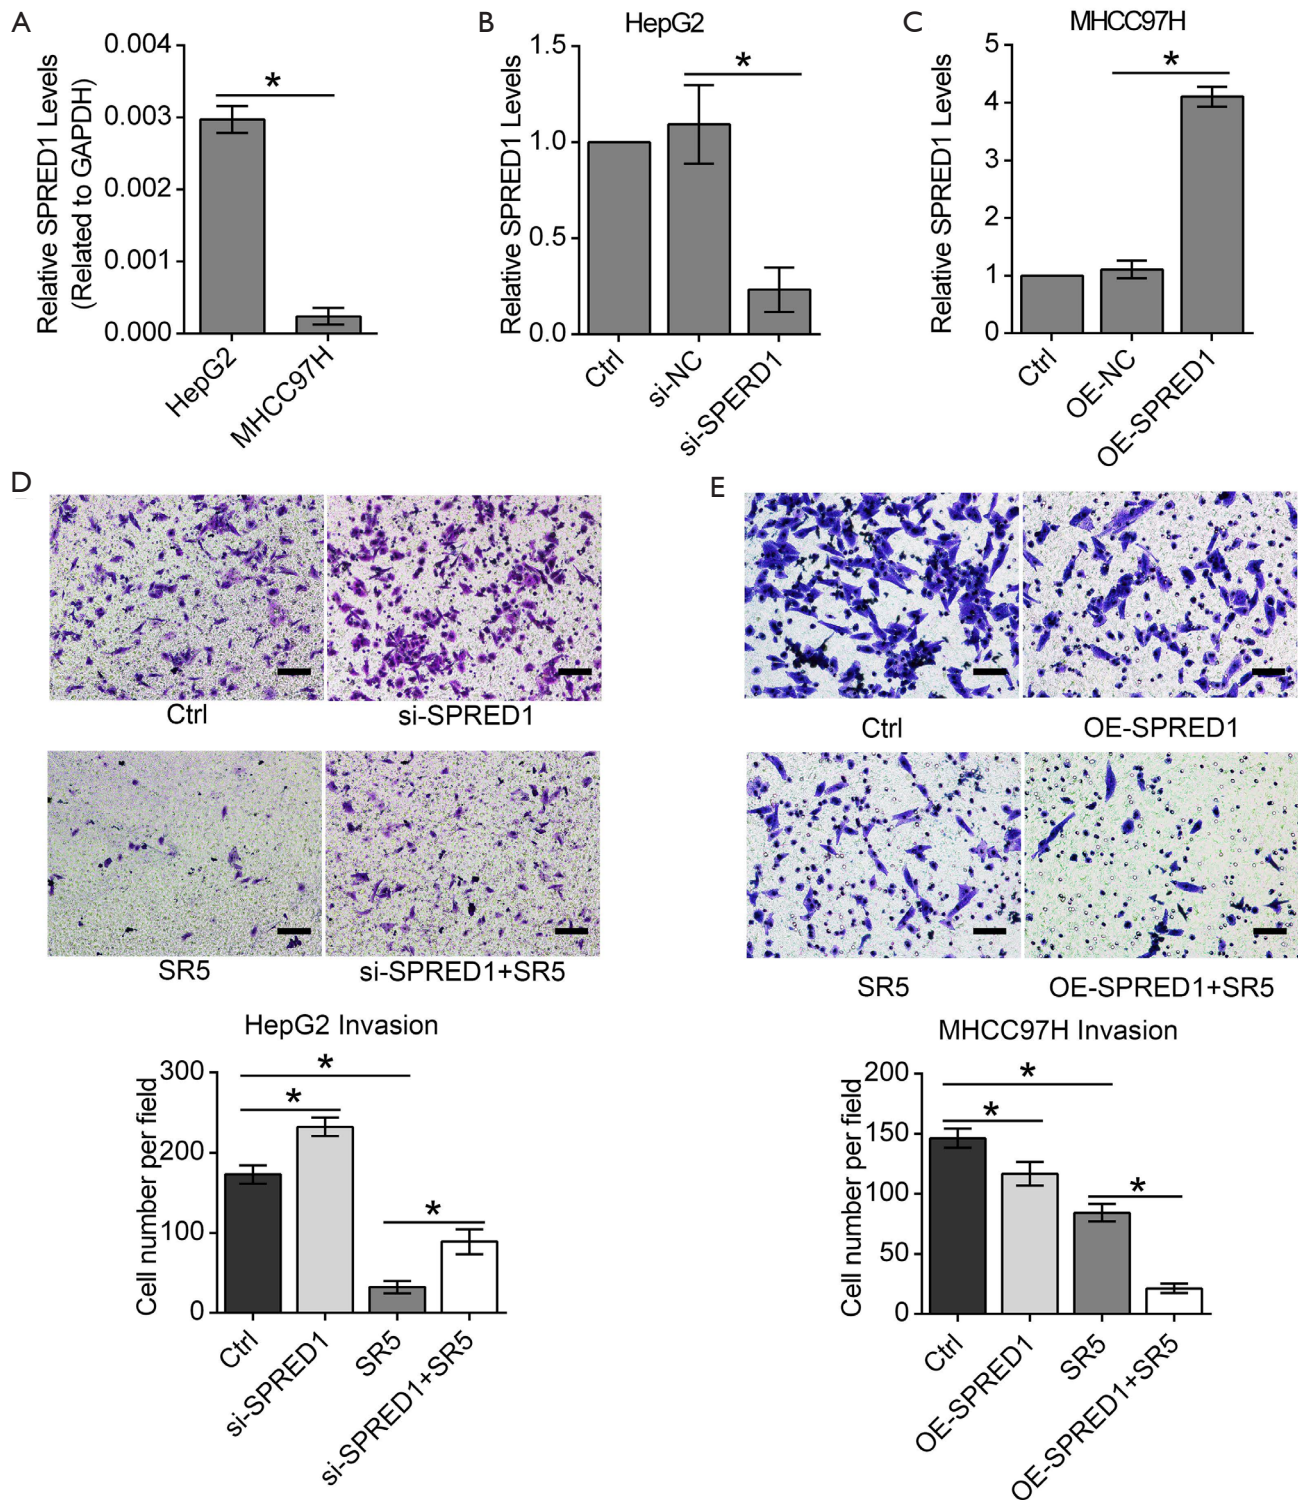 A
Relative SPRED1 Levels
(Related to GAPDH)
0.004
0.003
0.002
0.001
0.000
*
HepG2
MHCC97H
B
HepG2
Relative SPRED1 Levels
1.5
1.0
0.5
0.0
*
Ctrl
si-NC
si-SPERD1
C
MHCC97H
Relative SPRED1 Levels
5
4
3
2
1
0
*
Ctrl
OE-NC
OE-SPRED1
D
Ctrl
si-SPRED1
SR5
si-SPRED1+SR5
HepG2 Invasion
Cell number per field
300
200
100
0
*
*
*
Ctrl
si-SPRED1
SR5
si-SPRED1+SR5
E
Ctrl
OE-SPRED1
SR5
OE-SPRED1+SR5
MHCC97H Invasion
Cell number per field
200
150
100
50
0
*
*
*
Ctrl
OE-SPRED1
SR5
OE-SPRED1+SR5